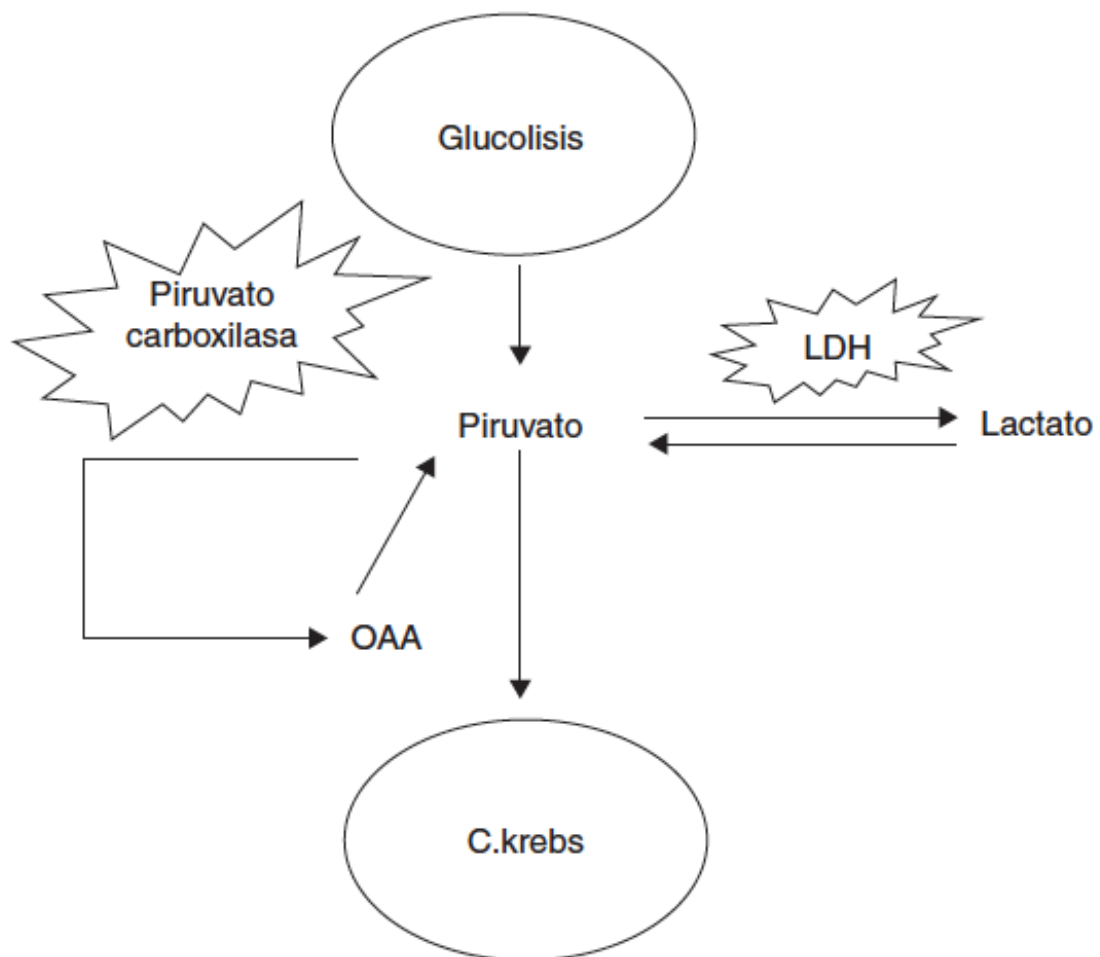 Glucolisis
Piruvato
carboxilasa
LDH
Piruvato
Lactato
OAA
C.krebs